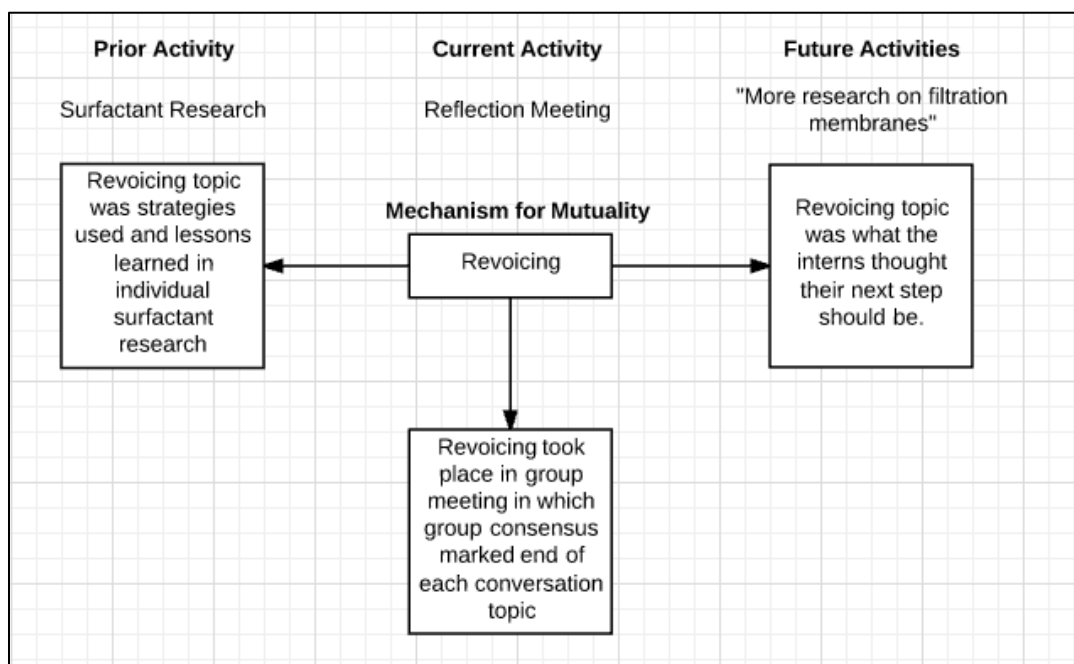 Prior Activity
Current Activity
Future Activities
Surfactant Research
Reflection Meeting
"More research on filtration
membranes"
Revoicing topic
was strategies
used and lessons
learned in
individual
surfactant
research
Mechanism for Mutuality
Revoicing
Revoicing topic
was what the
interns thought
their next step
should be.
Revoicing took
place in group
meeting in which
group consensus
marked end of
each conversation
topic